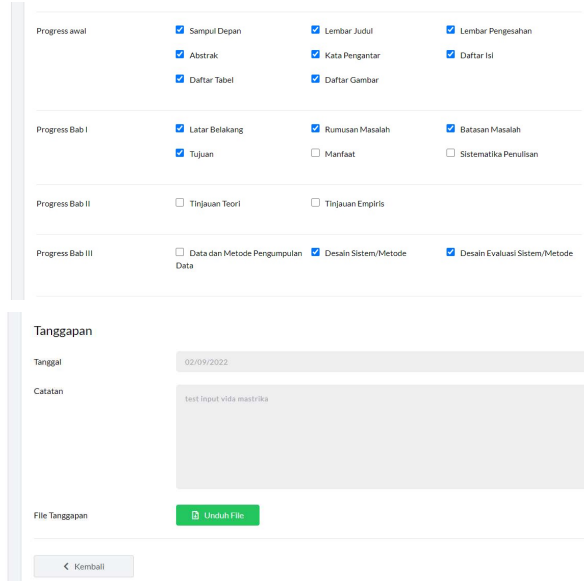 Progress awal
Sampul Depan Lembar Judul Lembar Pengesahan
Abstrak Kata Pengantar Daftar Isi
Daftar Tabel Daftar Gambar
Progress Bab I
Latar Belakang Rumusan Masalah Batasan Masalah
Tujuan Manfaat Sistematika Penulisan
Progress Bab II
Tinjauan Teori Tinjauan Empiris
Progress Bab III
Data dan Metode Pengumpulan Data
Desain Sistem/Metode Desain Evaluasi Sistem/Metode
Tanggapan
Tanggal 02/09/2022
Catatan
test input vida mastrika
File Tanggapan Unduh File
Kembali